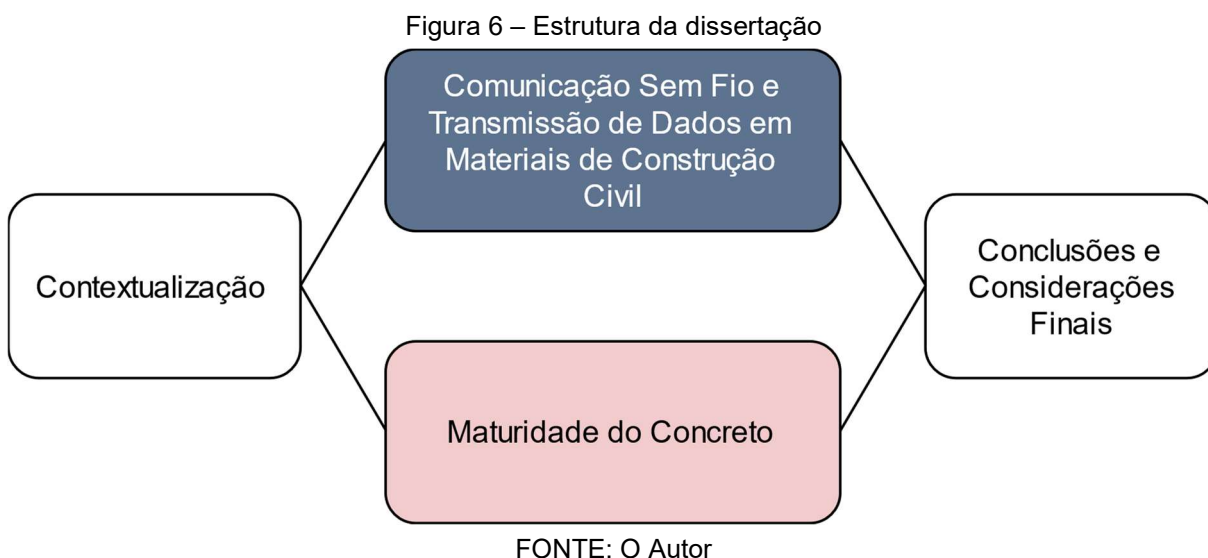 Figura 6 – Estrutura da dissertação
Comunicação Sem Fio e
Transmissão de Dados em
Materiais de Construção
Civil
Contextualização
Conclusões e
Considerações
Finais
Maturidade do Concreto
FONTE: O Autor